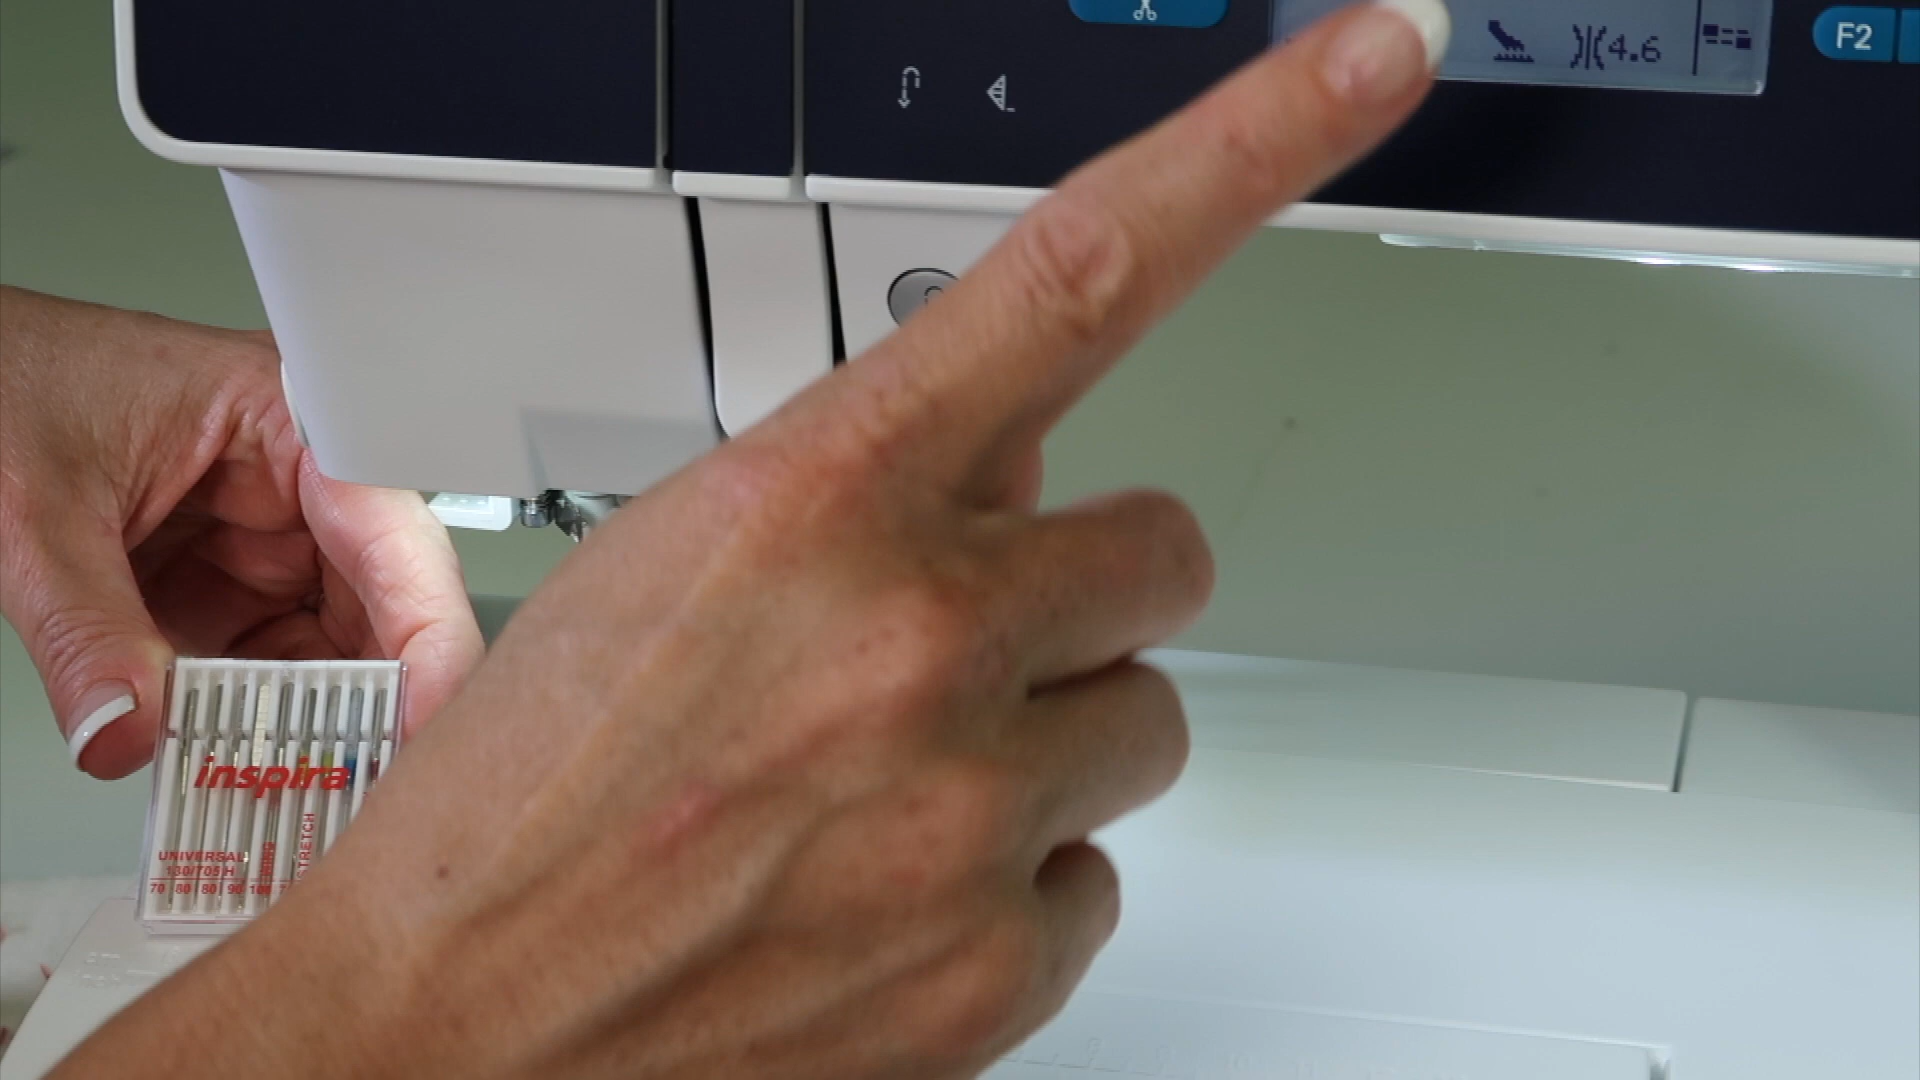 4.6
F2
inspira
STRETCH
UNIVERSAL
130/705 H
70 80 80 90 100